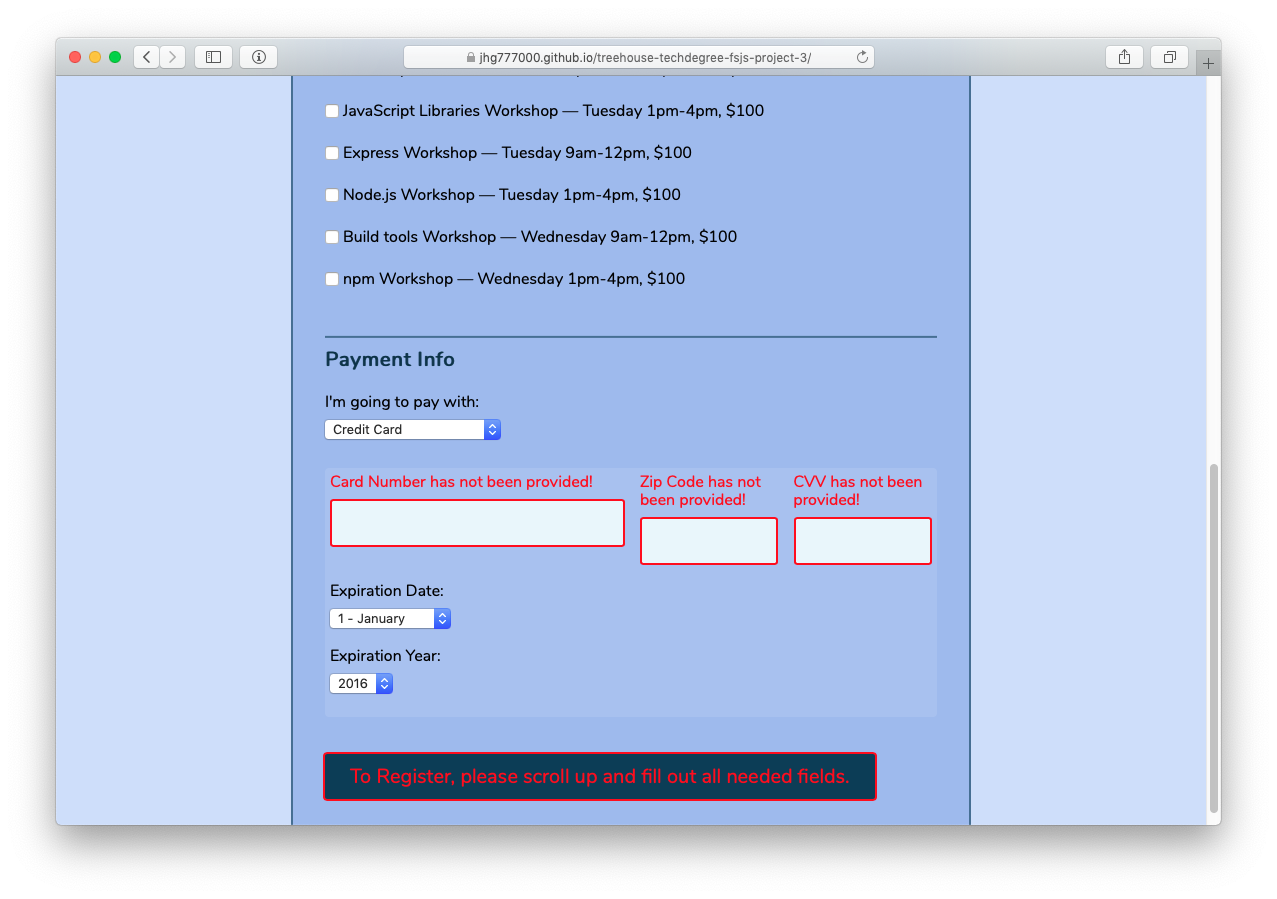 jhg777000.github.io/treehouse-techdegree-fsjs-project-3/
JavaScript Libraries Workshop — Tuesday 1pm-4pm, $100
Express Workshop — Tuesday 9am-12pm, $100
Node.js Workshop — Tuesday 1pm-4pm, $100
Build tools Workshop — Wednesday 9am-12pm, $100
npm Workshop — Wednesday 1pm-4pm, $100
Payment Info
I'm going to pay with:
Credit Card
Card Number has not been provided!
Zip Code has not
been provided!
CVV has not been
provided!
Expiration Date:
1 - January
Expiration Year:
2016
To Register, please scroll up and fill out all needed fields.